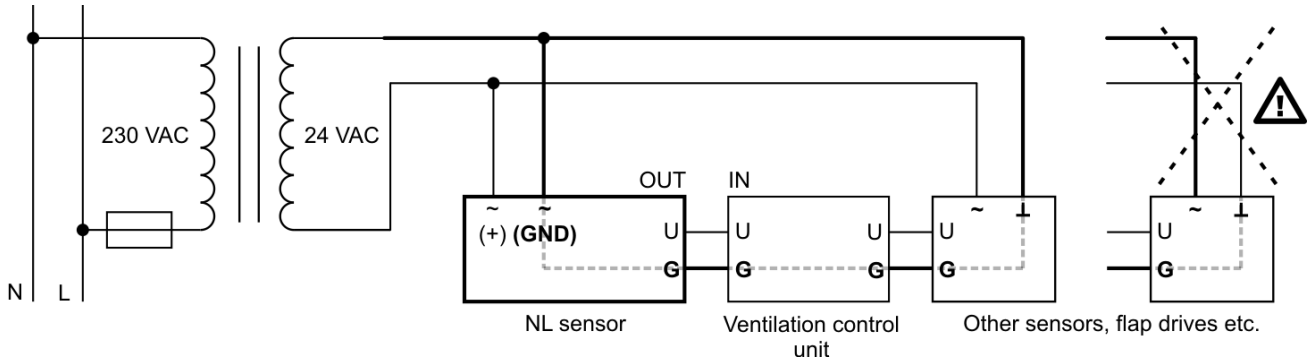 230 VAC
24 VAC
OUT
IN
~
~
(+) (GND)
U
G
U
G
U
G
~
⊥
U
G
~
⊥
U
G
!
N
L
NL sensor
Ventilation control
unit
Other sensors, flap drives etc.